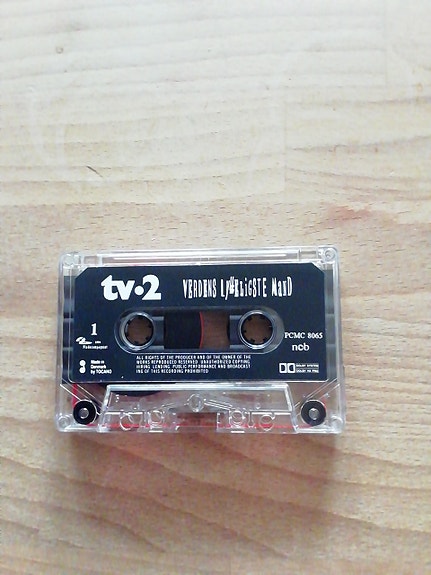 tv·2 VERDENS LYKKELIGSTE MAND
1
PCMC 8065
ncb
Made in
Denmark
by TOCANO
ALL RIGHTS OF THE PRODUCER AND OF THE OWNER OF THE
WORKS REPRODUCED RESERVED UNAUTHORIZED COPYING
HIRING LENDING PUBLIC PERFORMANCE AND BROADCAST
ING OF THIS RECORDING PROHIBITED
DOLBY SYSTEM